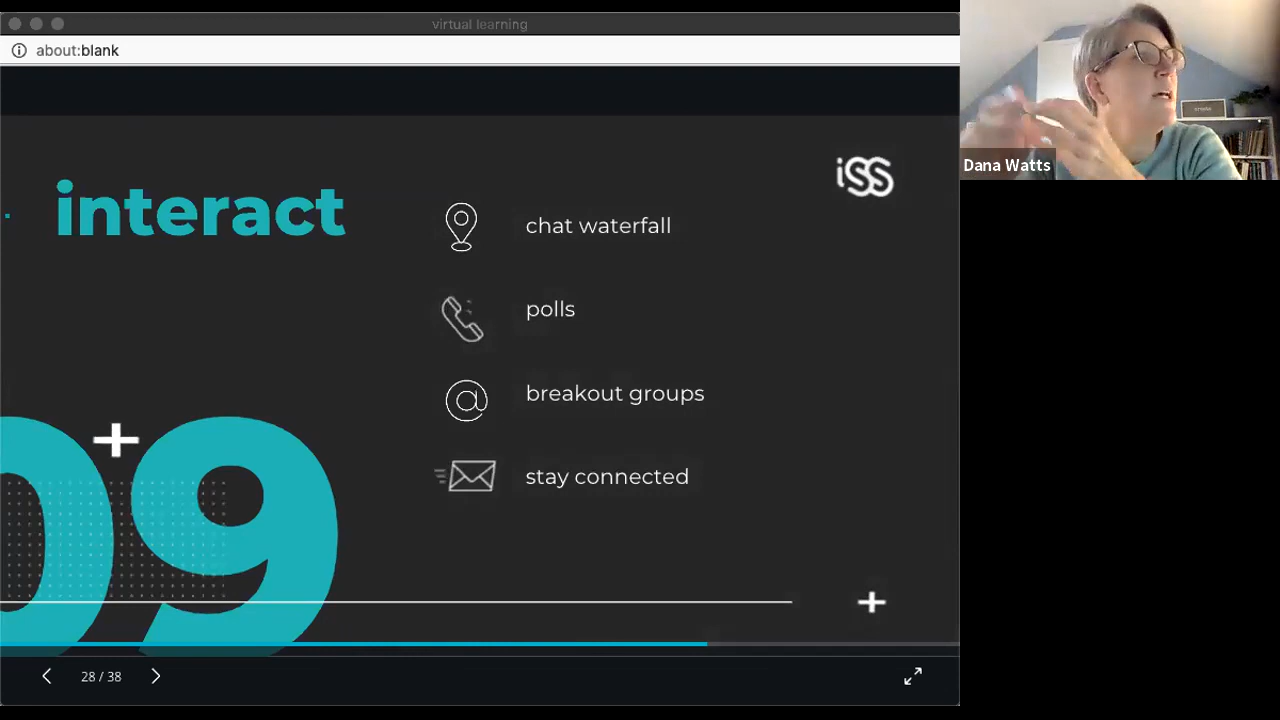 virtual learning
about:blank
interact
iSS
chat waterfall
polls
breakout groups
stay connected
09
28 / 38
Dana Watts